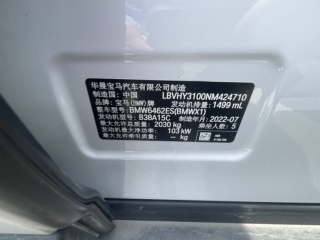 华晨宝马汽车有限公司制造
制造国：中国 LBVHY3100NM424710
品牌：宝马(BMW)牌 发动机排量：1499 mL
整车型号：BMW6462ES(BMWX1)
发动机型号：B38A15C 制造年月：2022-07
最大允许总质量：2030 kg 乘坐人数：5
发动机最大净功率：103 kW
最大允许牵引质量：-- kg